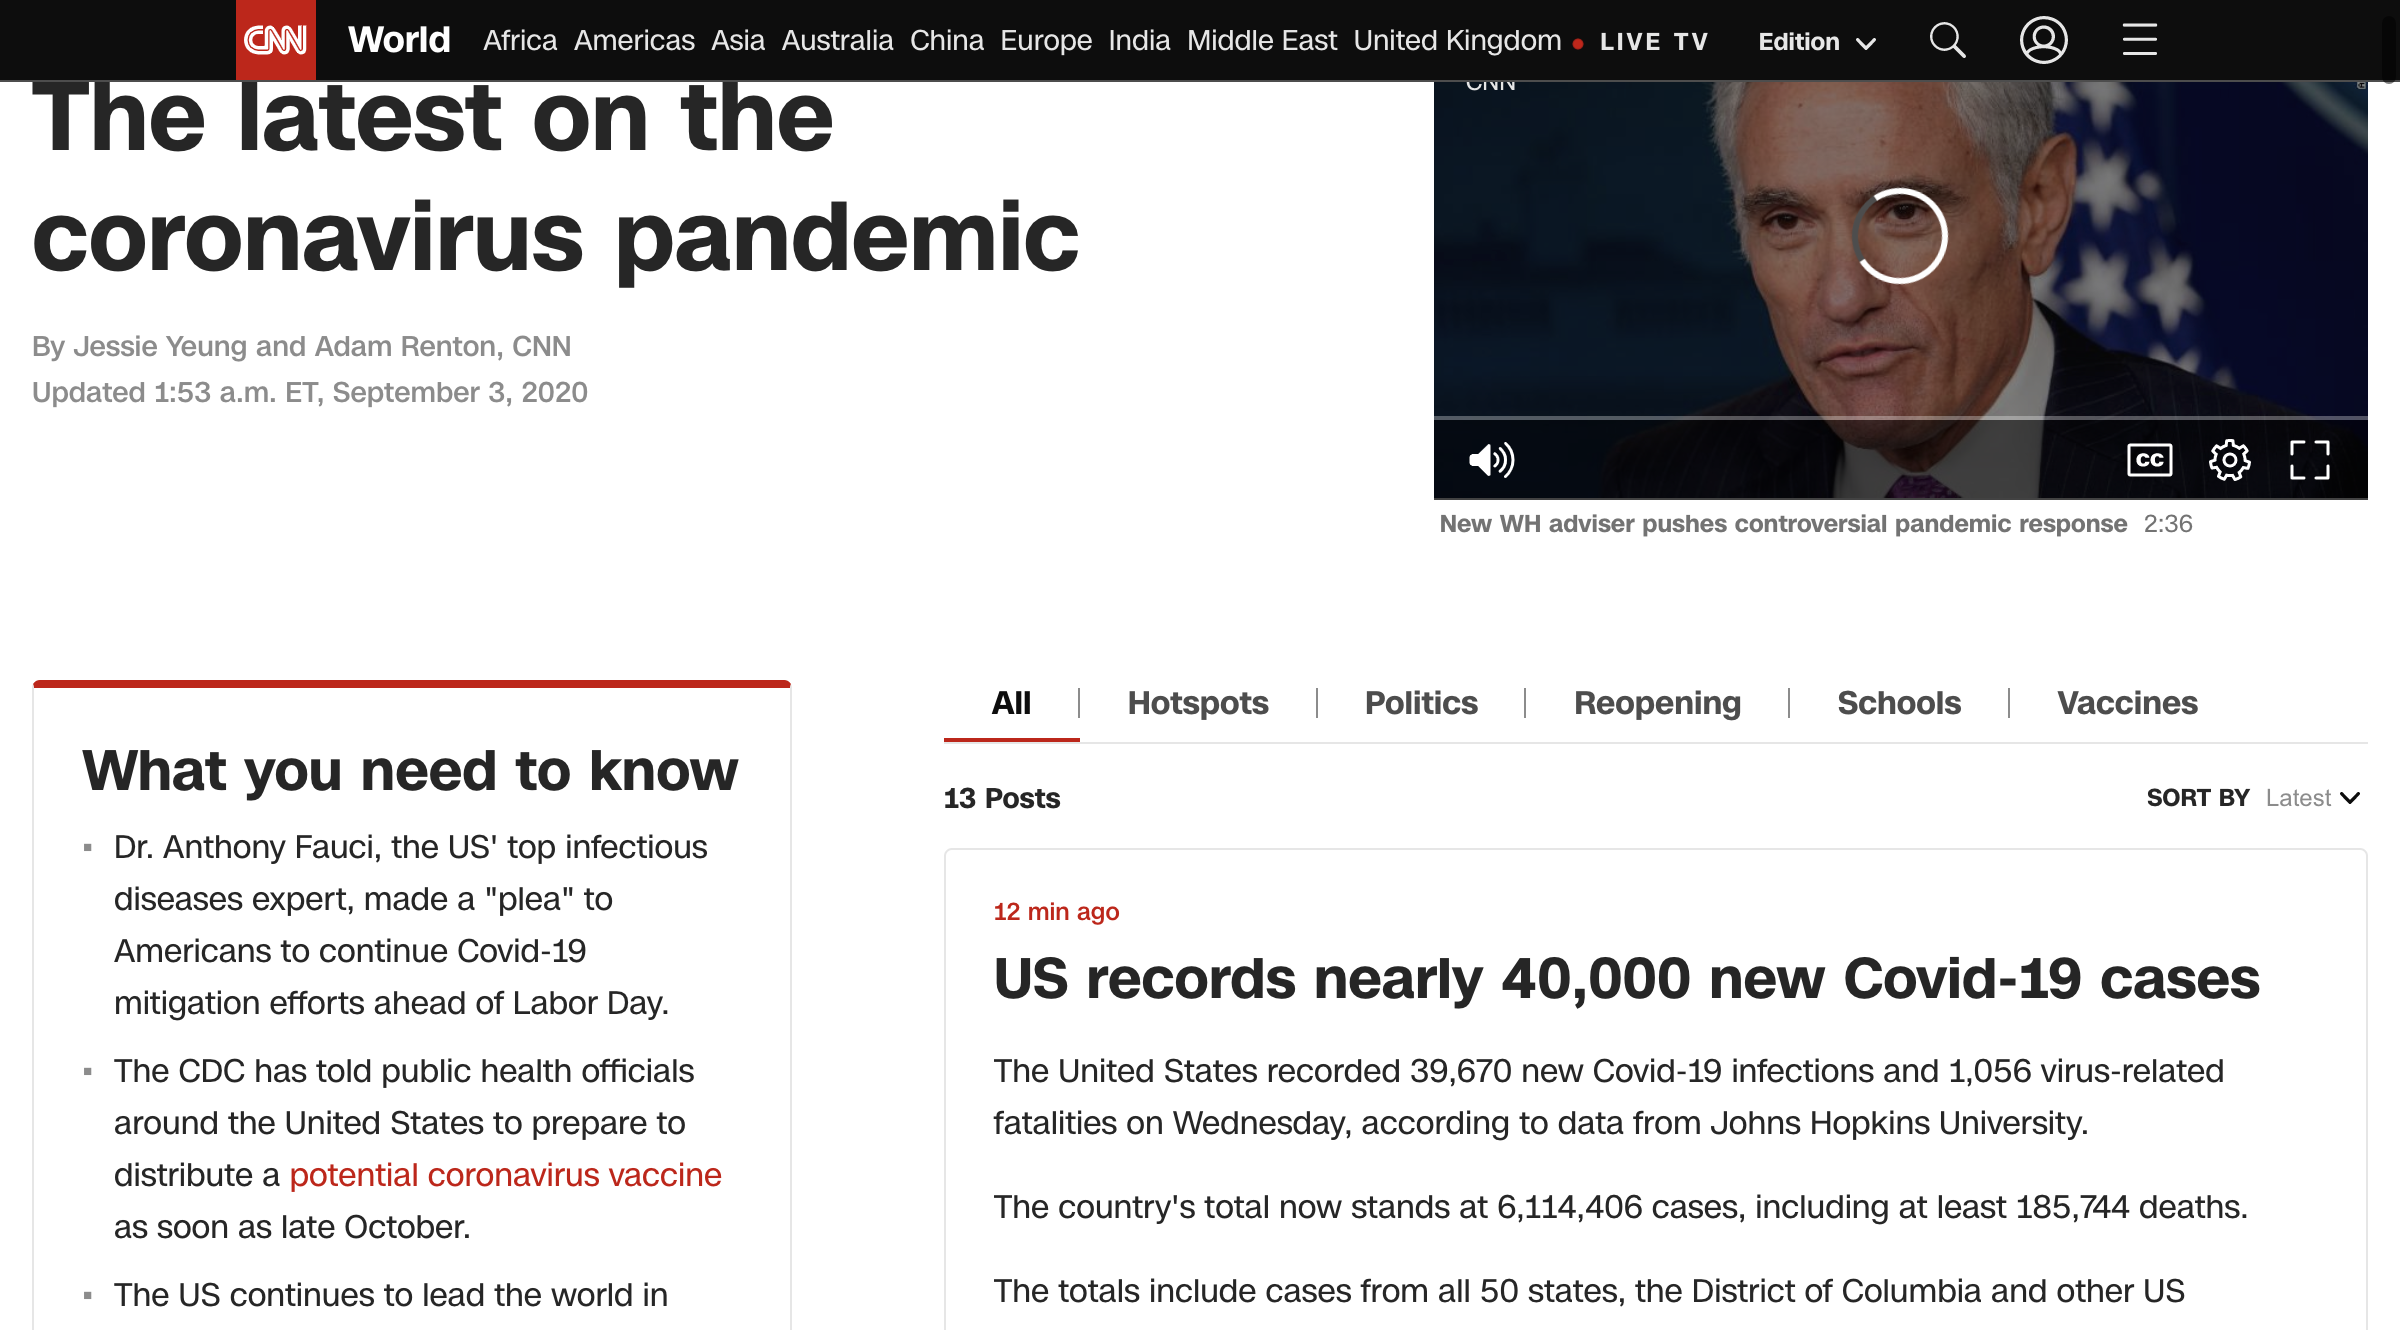 CNN World Africa Americas Asia Australia China Europe India Middle East United Kingdom LIVE TV Edition
The latest on the
coronavirus pandemic
By Jessie Yeung and Adam Renton, CNN
Updated 1:53 a.m. ET, September 3, 2020
CNN
CC
New WH adviser pushes controversial pandemic response 2:36
What you need to know
▪ Dr. Anthony Fauci, the US' top infectious
diseases expert, made a "plea" to
Americans to continue Covid-19
mitigation efforts ahead of Labor Day.
▪ The CDC has told public health officials
around the United States to prepare to
distribute a potential coronavirus vaccine
as soon as late October.
▪ The US continues to lead the world in
All | Hotspots | Politics | Reopening | Schools | Vaccines
13 Posts
SORT BY Latest
12 min ago
US records nearly 40,000 new Covid-19 cases
The United States recorded 39,670 new Covid-19 infections and 1,056 virus-related
fatalities on Wednesday, according to data from Johns Hopkins University.
The country's total now stands at 6,114,406 cases, including at least 185,744 deaths.
The totals include cases from all 50 states, the District of Columbia and other US